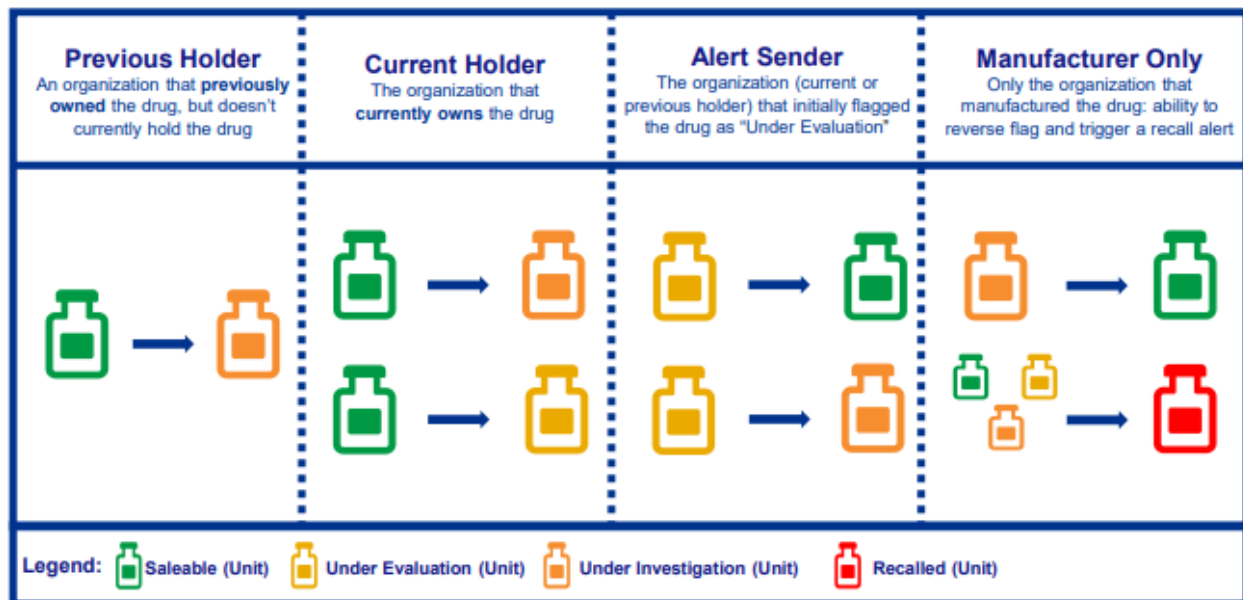 Previous Holder
An organization that previously
owned the drug, but doesn't
currently hold the drug
Current Holder
The organization that
currently owns the drug
Alert Sender
The organization (current or
previous holder) that initially flagged
the drug as "Under Evaluation"
Manufacturer Only
Only the organization that
manufactured the drug: ability to
reverse flag and trigger a recall alert
Legend: Saleable (Unit) Under Evaluation (Unit) Under Investigation (Unit) Recalled (Unit)